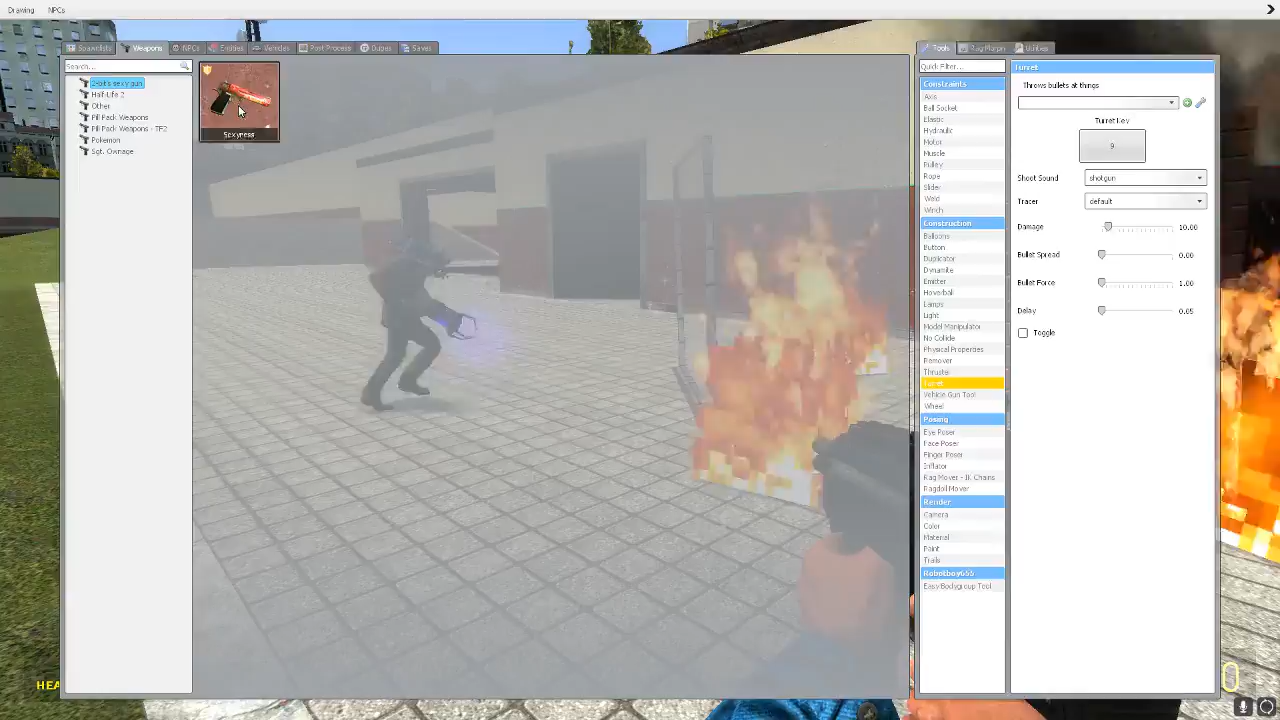 Drawing NPCs
Spawnlists Weapons NPCs Entities Vehicles Post Process Dupes Saves
Search...
2-bit's sexy gun
Half-Life 2
Other
Pill Pack Weapons
Pill Pack Weapons - TF2
Pokemon
Sgt. Ownage
Sexyness
Tools Rag Morph Utilities
Quick Filter...
Constraints
Axis
Ball Socket
Elastic
Hydraulic
Motor
Muscle
Pulley
Rope
Slider
Weld
Winch
Construction
Balloons
Button
Duplicator
Dynamite
Emitter
Hoverball
Lamps
Light
Model Manipulator
No Collide
Physical Properties
Remover
Thruster
Turret
Vehicle Gun Tool
Wheel
Posing
Eye Poser
Face Poser
Finger Poser
Inflator
Rag Mover - IK Chains
Ragdoll Mover
Render
Camera
Color
Material
Paint
Trails
Robotboy655
Easy Bodygroup Tool
Turret
Throws bullets at things
Turret Key
9
Shoot Sound shotgun
Tracer default
Damage 10.00
Bullet Spread 0.00
Bullet Force 1.00
Delay 0.05
Toggle
HEA
0